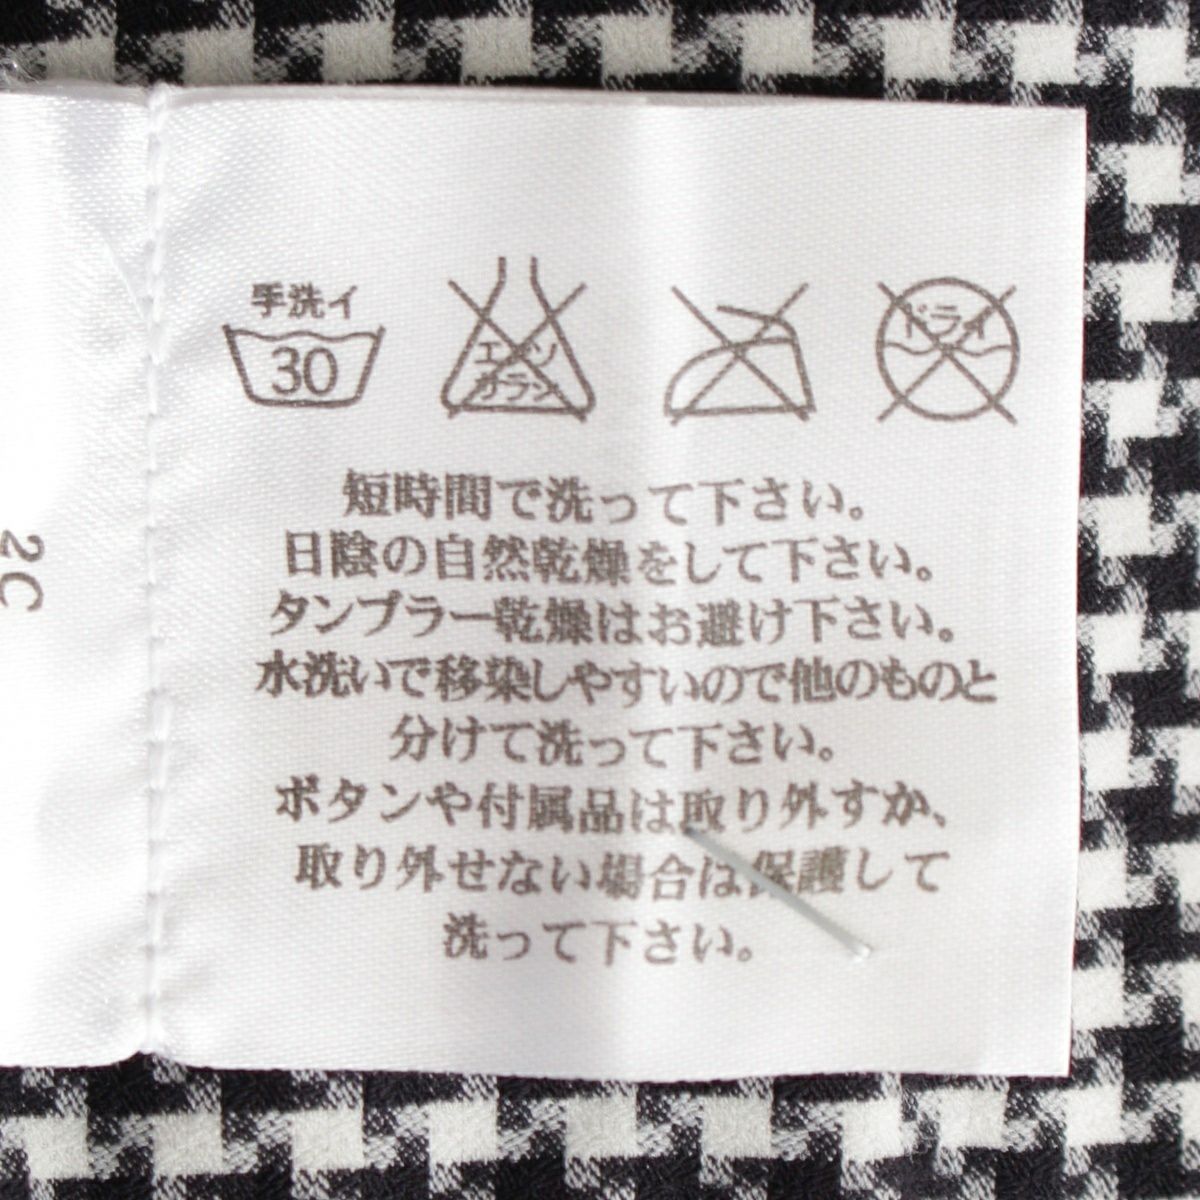 手洗イ
30
エンソ
サラシ
ドライ
短時間で洗って下さい。
日陰の自然乾燥をして下さい。
タンブラー乾燥はお避け下さい。
水洗いで移染しやすいので他のものと
分けて洗って下さい。
ボタンや付属品は取り外すか、
取り外せない場合は保護して
洗って下さい。
2C